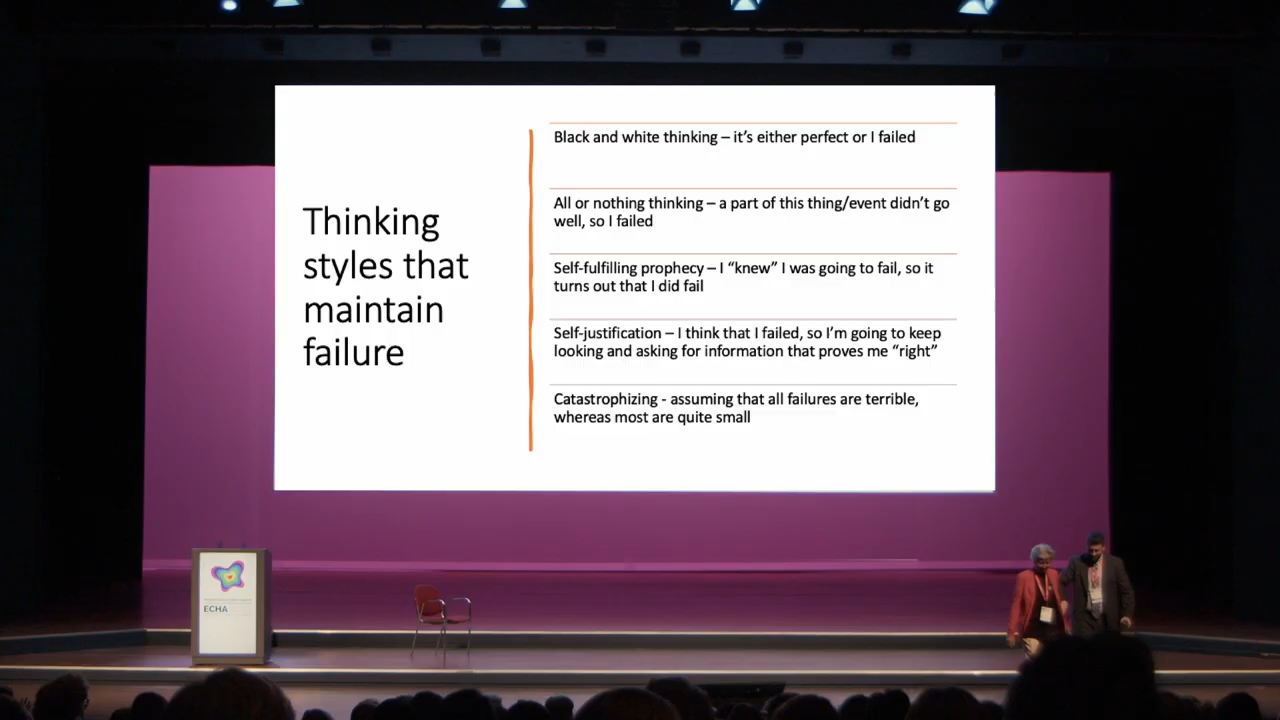 Thinking
styles that
maintain
failure
Black and white thinking – it’s either perfect or I failed
All or nothing thinking – a part of this thing/event didn’t go
well, so I failed
Self-fulfilling prophecy – I “knew” I was going to fail, so it
turns out that I did fail
Self-justification – I think that I failed, so I’m going to keep
looking and asking for information that proves me “right”
Catastrophizing - assuming that all failures are terrible,
whereas most are quite small
ECHA